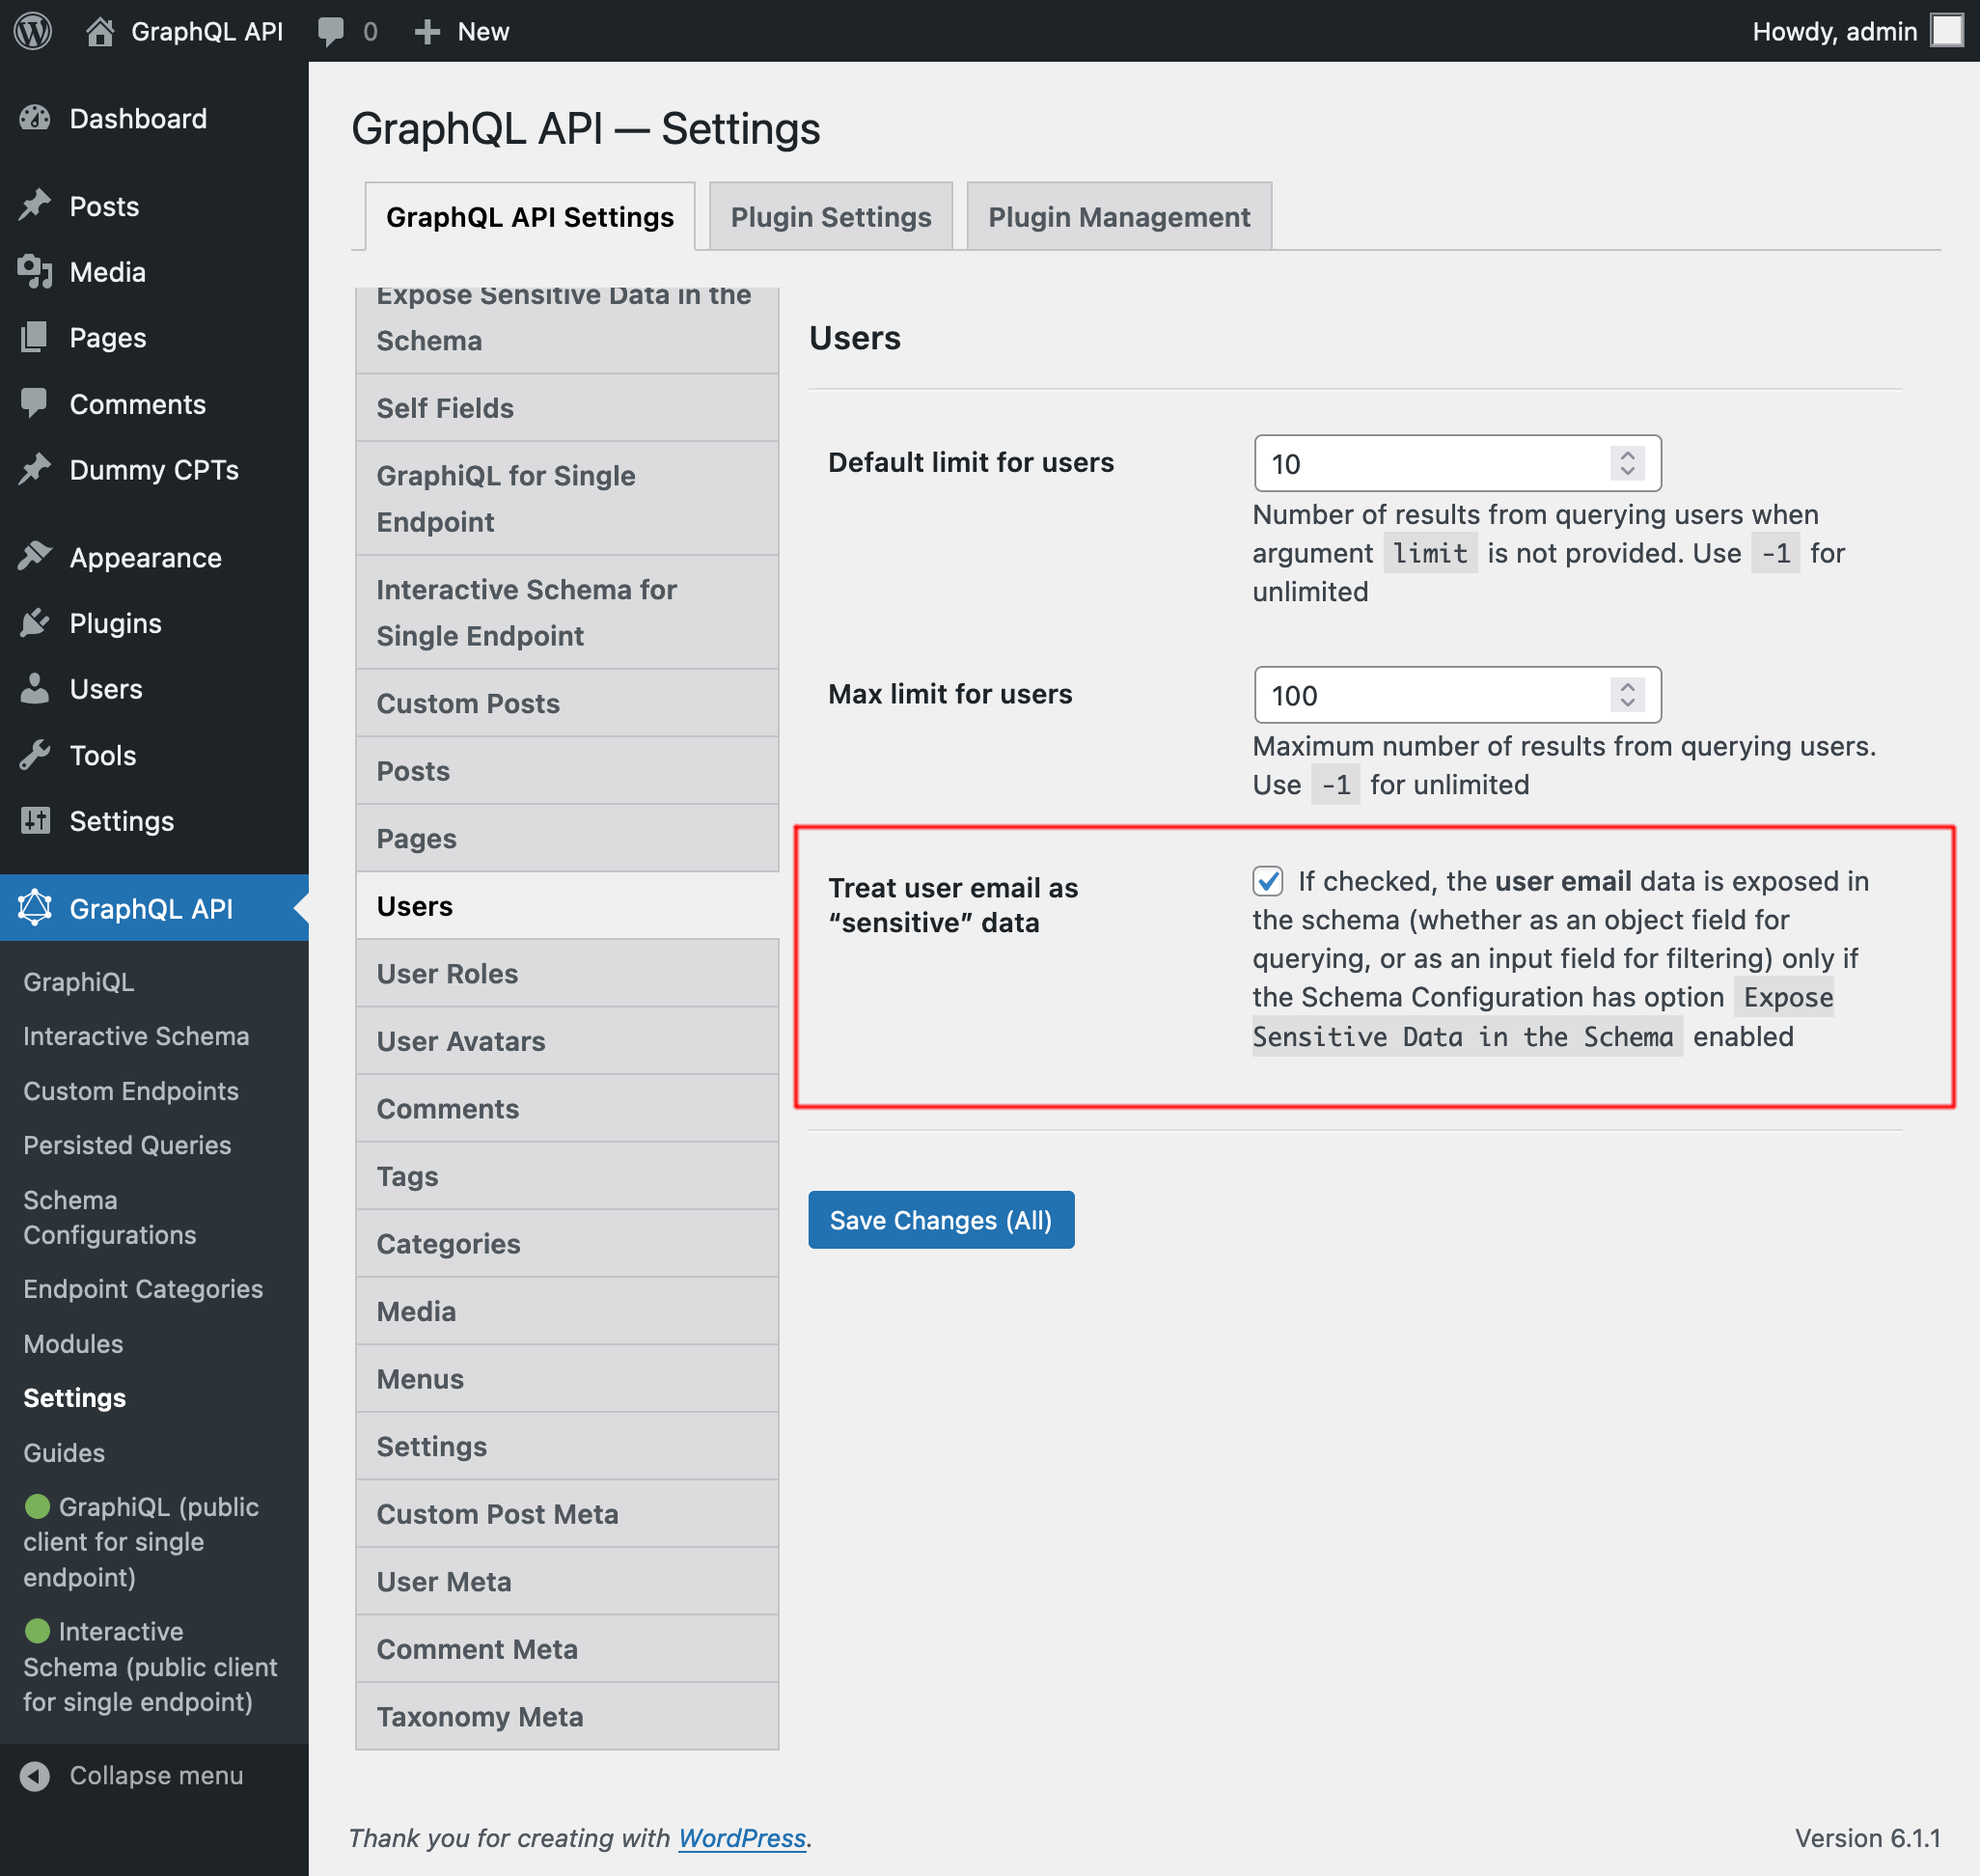 GraphQL API
0
New
Howdy, admin
Dashboard
Posts
Media
Pages
Comments
Dummy CPTs
Appearance
Plugins
Users
Tools
Settings
GraphQL API
GraphiQL
Interactive Schema
Custom Endpoints
Persisted Queries
Schema
Configurations
Endpoint Categories
Modules
Settings
Guides
GraphiQL (public
client for single
endpoint)
Interactive
Schema (public client
for single endpoint)
Collapse menu
GraphQL API — Settings
GraphQL API Settings
Plugin Settings
Plugin Management
Expose Sensitive Data in the
Schema
Self Fields
GraphiQL for Single
Endpoint
Interactive Schema for
Single Endpoint
Custom Posts
Posts
Pages
Users
User Roles
User Avatars
Comments
Tags
Categories
Media
Menus
Settings
Custom Post Meta
User Meta
Comment Meta
Taxonomy Meta
Users
Default limit for users
10
Number of results from querying users when
argument limit is not provided. Use -1 for
unlimited
Max limit for users
100
Maximum number of results from querying users.
Use -1 for unlimited
Treat user email as
“sensitive” data
If checked, the user email data is exposed in
the schema (whether as an object field for
querying, or as an input field for filtering) only if
the Schema Configuration has option Expose
Sensitive Data in the Schema enabled
Save Changes (All)
Thank you for creating with WordPress.
Version 6.1.1